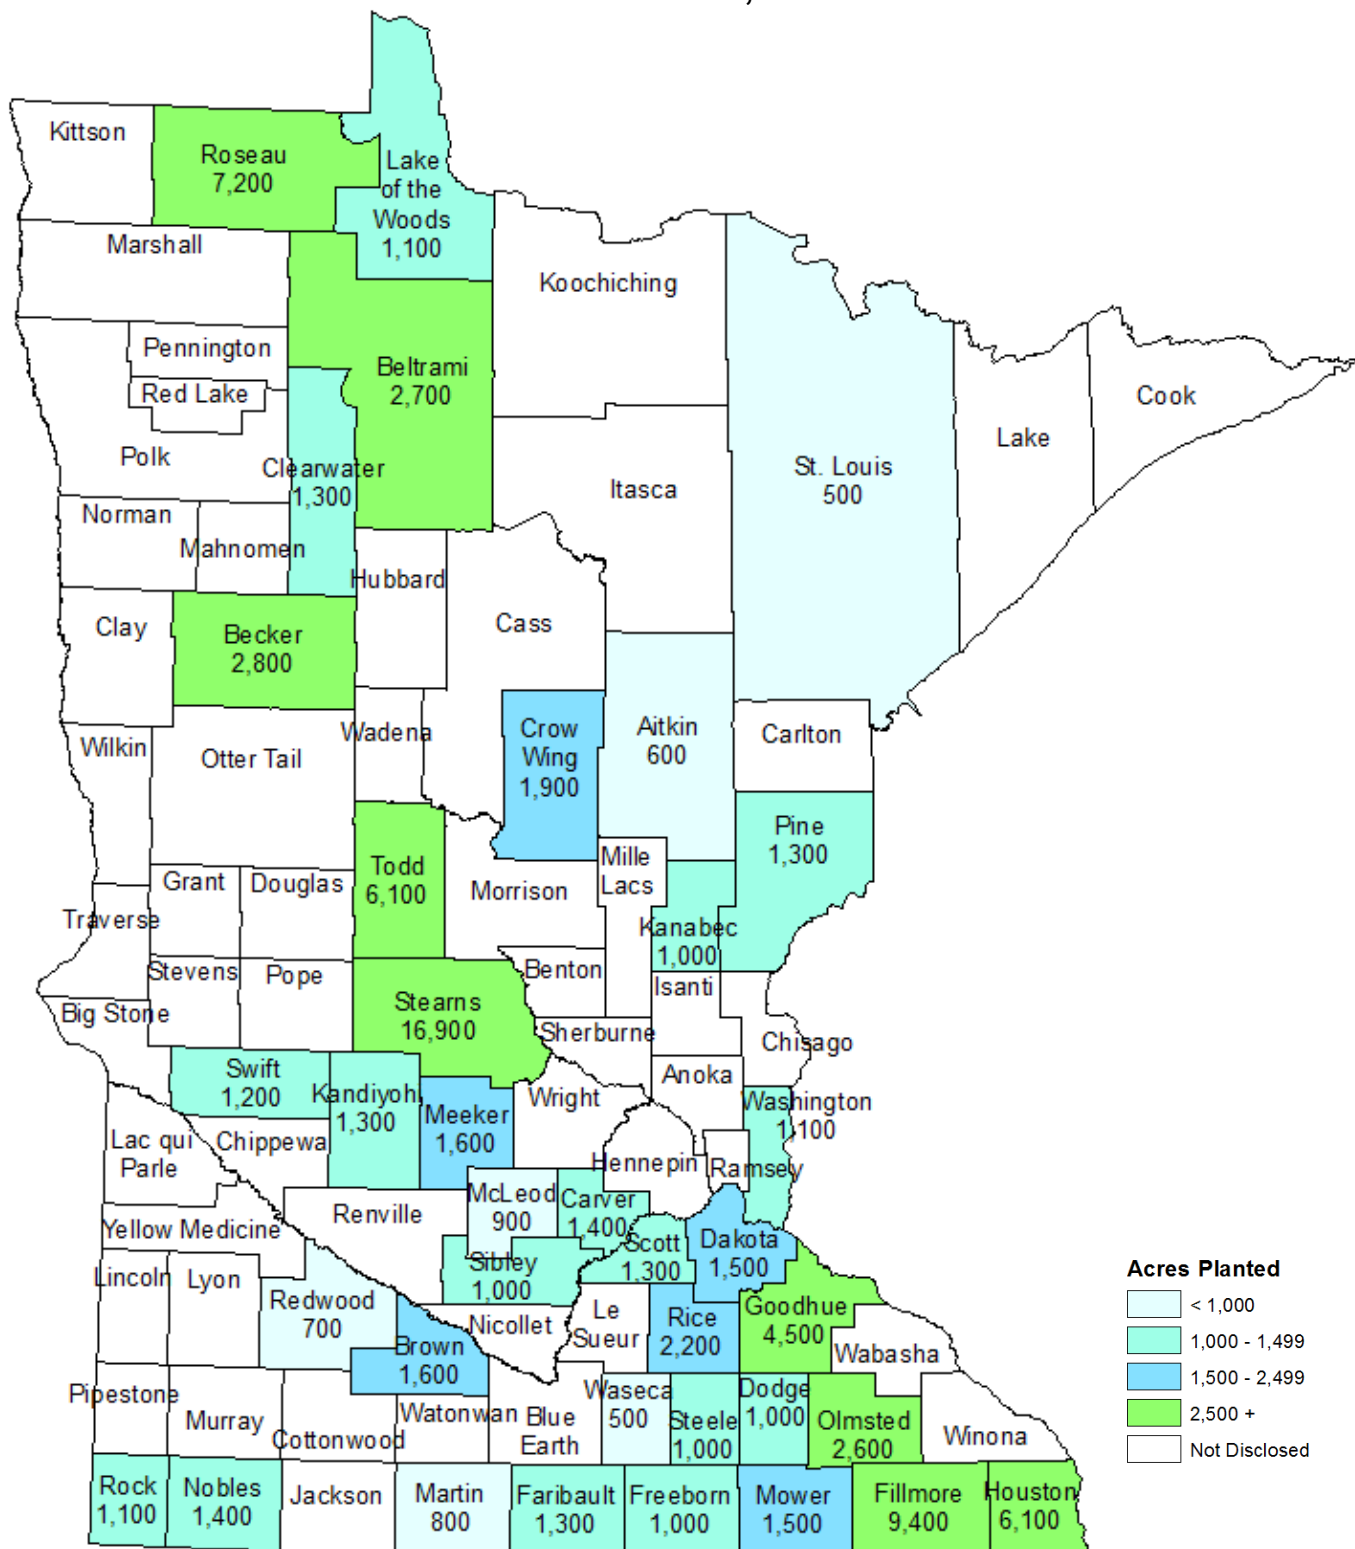 Kittson
Roseau
7,200
Lake
of the
Woods
1,100
Marshall
Koochiching
Pennington
Red Lake
Beltrami
2,700
Cook
Lake
Polk
Clearwater
1,300
St. Louis
500
Itasca
Norman
Mahnomen
Hubbard
Clay
Becker
2,800
Cass
Wilkin
Otter Tail
Wadena
Crow
Wing
1,900
Aitkin
600
Carlton
Pine
1,300
Grant
Douglas
Todd
6,100
Morrison
Mille
Lacs
Traverse
Kanabec
1,000
Stevens
Pope
Benton
Isanti
Big Stone
Stearns
16,900
Sherburne
Chisago
Swift
1,200
Kandiyohi
1,300
Meeker
1,600
Wright
Anoka
Washington
1,100
Lac qui
Parle
Chippewa
Hennepin
Ramsey
Yellow Medicine
Renville
McLeod
900
Carver
1,400
Sibley
1,000
Scott
1,300
Dakota
1,500
Lincoln
Lyon
Redwood
700
Nicollet
Le
Sueur
Rice
2,200
Goodhue
4,500
Wabasha
Brown
1,600
Pipestone
Murray
Cottonwood
Watonwan
Blue
Earth
Waseca
500
Steele
1,000
Dodge
1,000
Olmsted
2,600
Winona
Rock
1,100
Nobles
1,400
Jackson
Martin
800
Faribault
1,300
Freeborn
1,000
Mower
1,500
Fillmore
9,400
Houston
6,100
Acres Planted
< 1,000
1,000 - 1,499
1,500 - 2,499
2,500 +
Not Disclosed